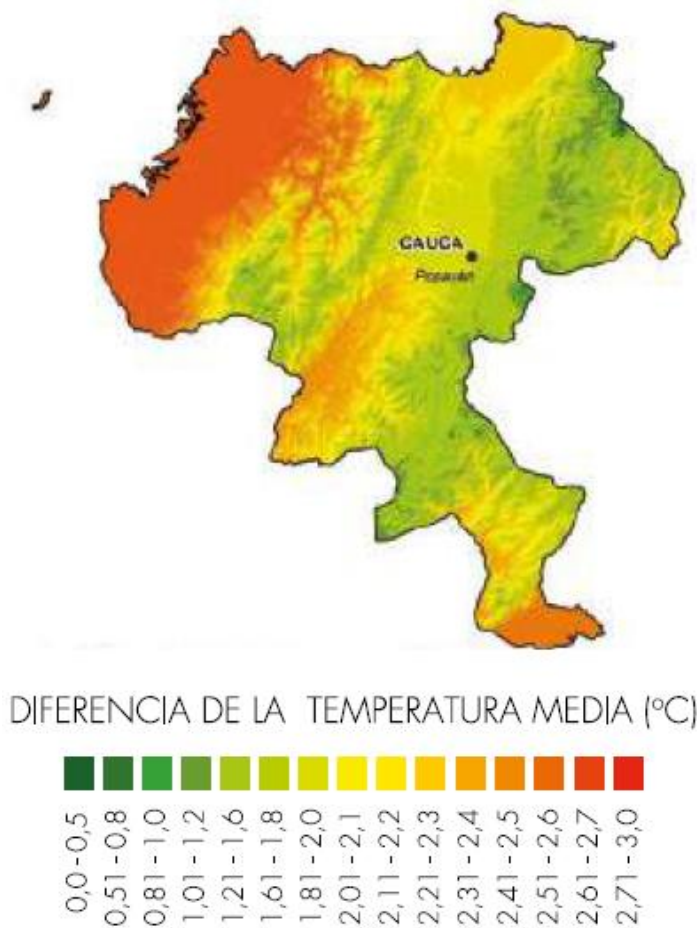 CAUCA
Popayán
DIFERENCIA DE LA TEMPERATURA MEDIA (ºC)
0,0 - 0,5
0,51 - 0,8
0,81 - 1,0
1,01 - 1,2
1,21 - 1,6
1,61 - 1,8
1,81 - 2,0
2,01 - 2,1
2,11 - 2,2
2,21 - 2,3
2,31 - 2,4
2,41 - 2,5
2,51 - 2,6
2,61 - 2,7
2,71 - 3,0